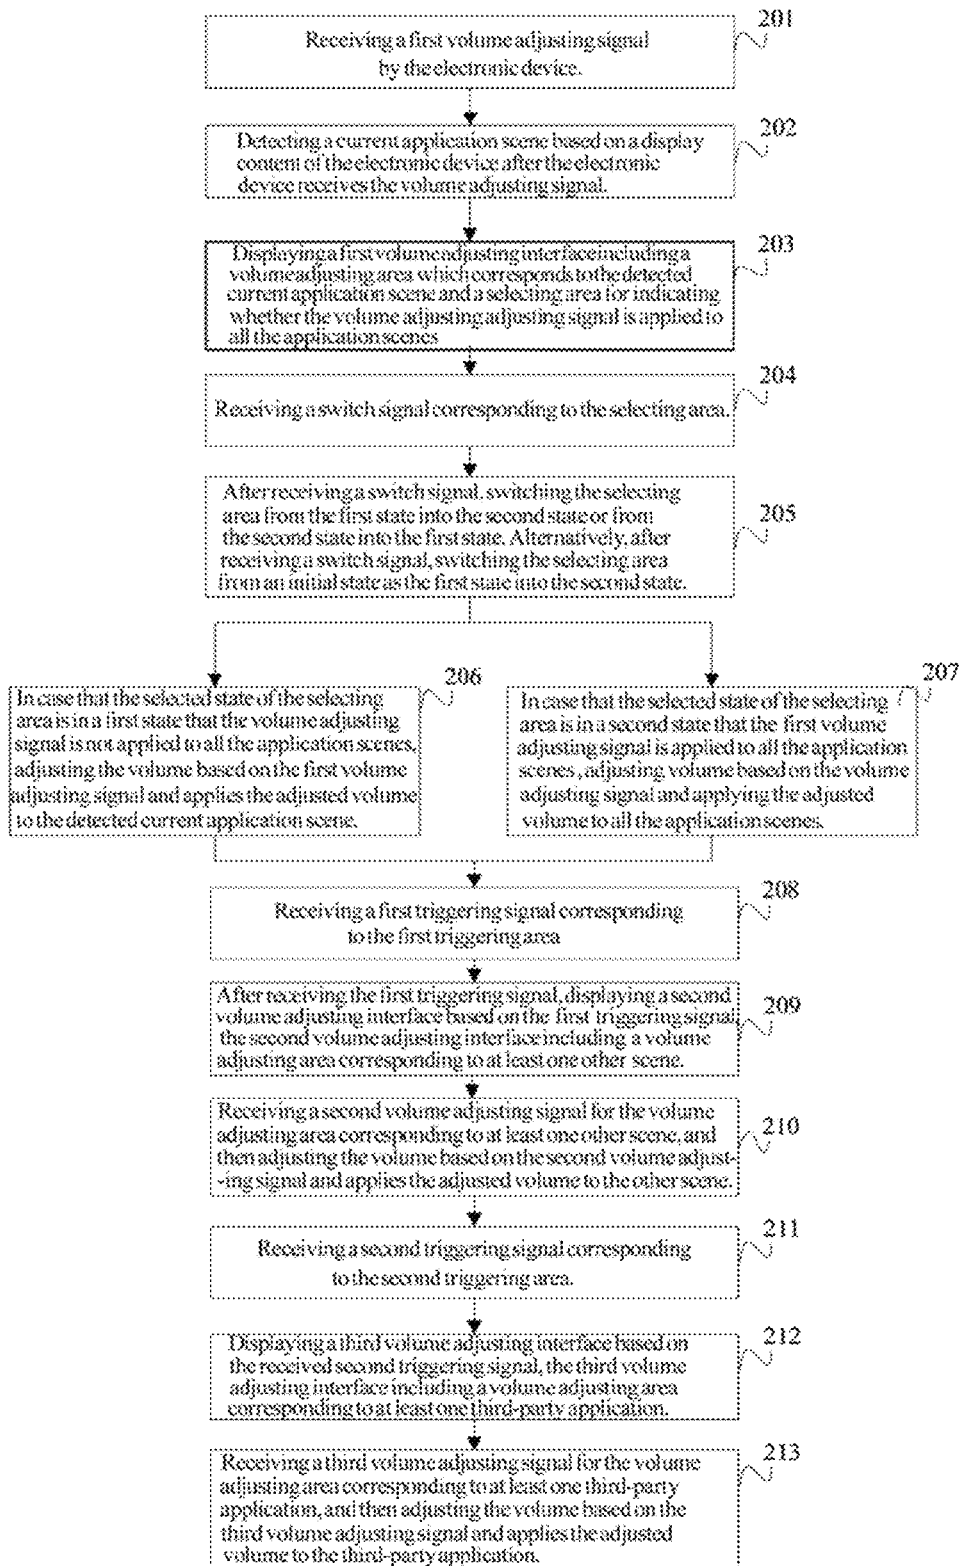 201
Receiving a first volume adjusting signal
by the electronic device.
202
Detecting a current application scene based on a display
content of the electronic device after the electronic
device receives the volume adjusting signal.
203
Displaying a first volume adjusting interface including a
volume adjusting area which corresponds to the detected
current application scene and a selecting area for indicating
whether the volume adjusting adjusting signal is applied to
all the application scenes
204
Receiving a switch signal corresponding to the selecting area.
205
After receiving a switch signal, switching the selecting
area from the first state into the second state or from
the second state into the first state. Alternatively, after
receiving a switch signal, switching the selecting area
from an initial state as the first state into the second state.
206
In case that the selected state of the selecting
area is in a first state that the volume adjusting
signal is not applied to all the application scenes,
adjusting the volume based on the first volume
adjusting signal and applies the adjusted volume
to the detected current application scene.
207
In case that the selected state of the selecting
area is in a second state that the first volume
adjusting signal is applied to all the application
scenes , adjusting volume based on the volume
adjusting signal and applying the adjusted
volume to all the application scenes.
208
Receiving a first triggering signal corresponding
to the first triggering area
209
After receiving the first triggering signal, displaying a second
volume adjusting interface based on the first triggering signal,
the second volume adjusting interface including a volume
adjusting area corresponding to at least one other scene.
210
Receiving a second volume adjusting signal for the volume
adjusting area corresponding to at least one other scene, and
then adjusting the volume based on the second volume adjust-
-ing signal and applies the adjusted volume to the other scene.
211
Receiving a second triggering signal corresponding
to the second triggering area.
212
Displaying a third volume adjusting interface based on
the received second triggering signal, the third volume
adjusting interface including a volume adjusting area
corresponding to at least one third-party application.
213
Receiving a third volume adjusting signal for the volume
adjusting area corresponding to at least one third-party
application, and then adjusting the volume based on the
third volume adjusting signal and applies the adjusted
volume to the third-party application.